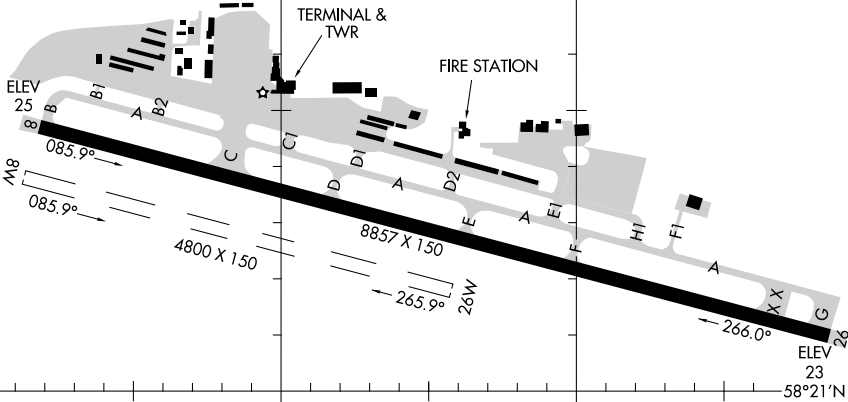 TERMINAL &
TWR
FIRE STATION
ELEV
25
B
B1
A
B2
8
085.9°
C
C1
D1
D
A
D2
E
A
E1
F
H1
F1
A
X X
G
26
8W
085.9°
4800 X 150
8857 X 150
265.9°
26W
266.0°
ELEV
23
58°21'N